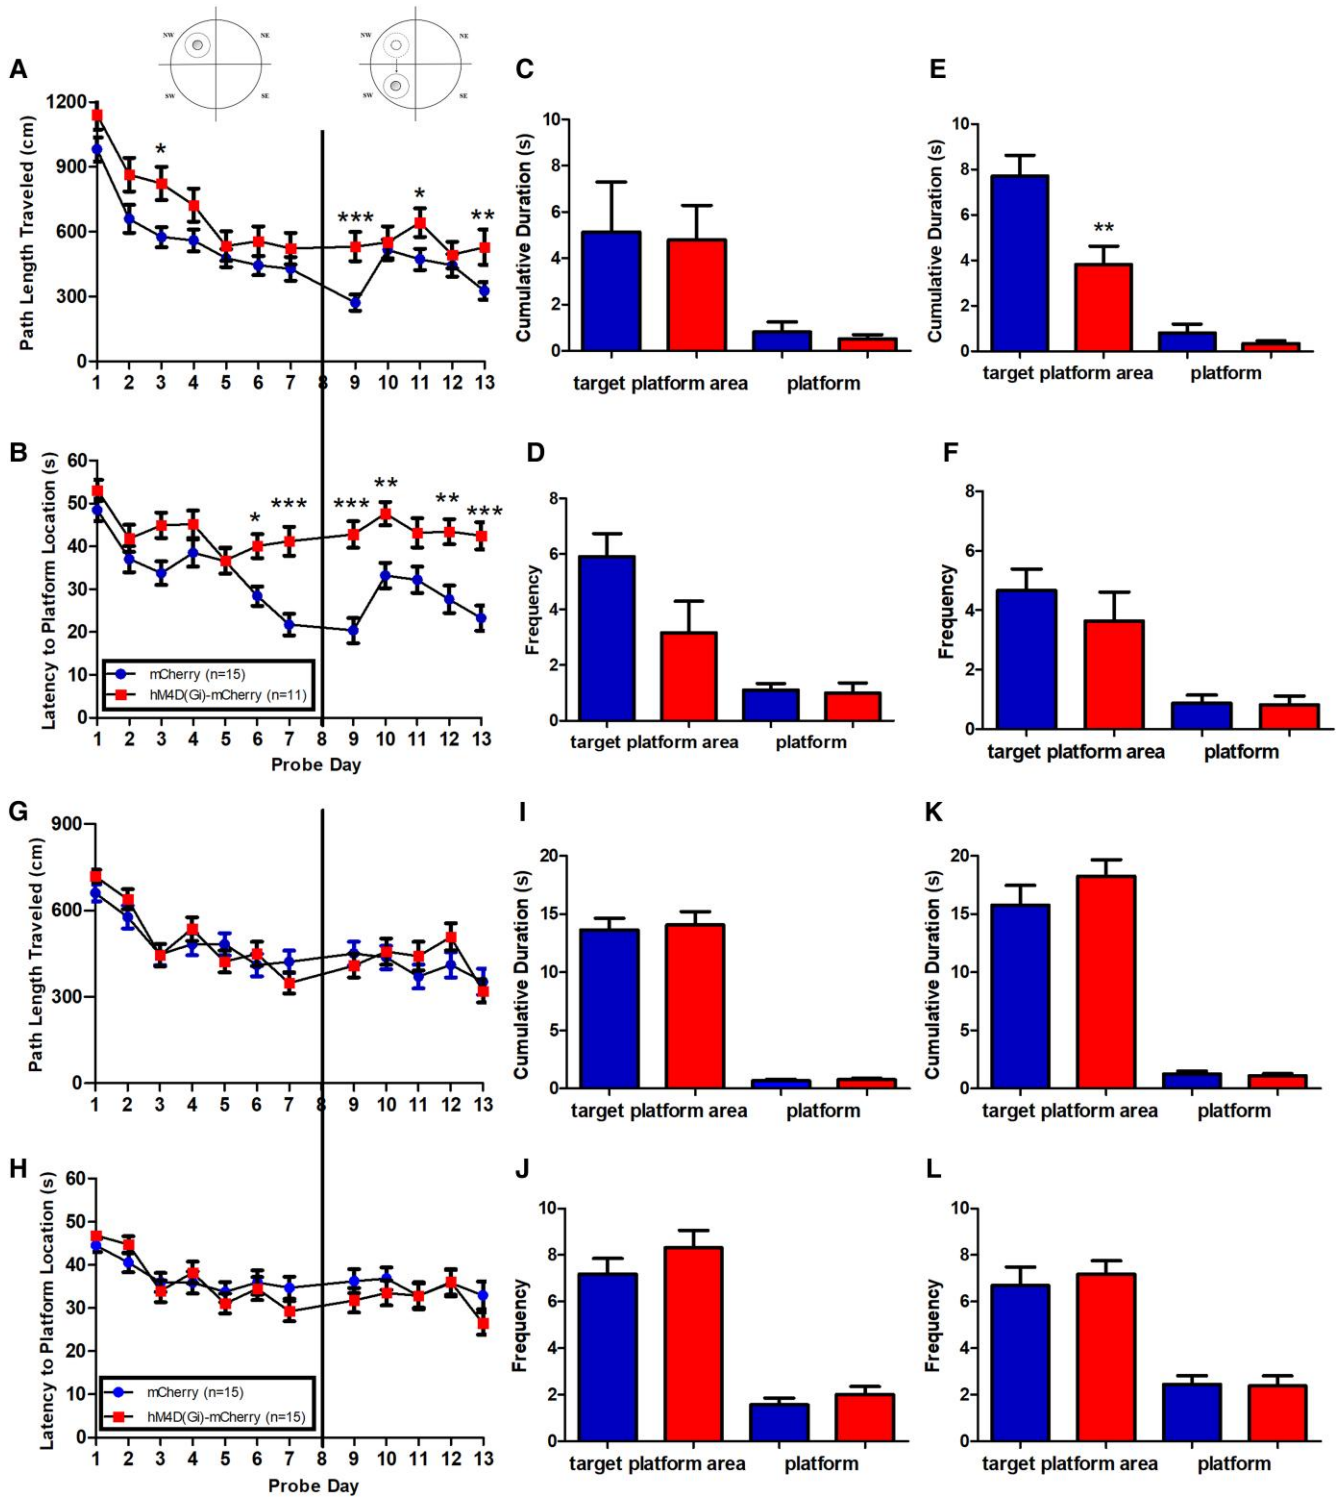 NW NE
SW SE
NW NE
SW SE
A
Path Length Traveled (cm)
1200
900
600
300
0
*
***
*
**
1 2 3 4 5 6 7 8 9 10 11 12 13
C
Cumulative Duration (s)
10
8
6
4
2
0
target platform area platform
E
Cumulative Duration (s)
10
8
6
4
2
0
**
target platform area platform
B
Latency to Platform Location (s)
60
50
40
30
20
10
0
*
***
***
**
**
***
mCherry (n=15)
hM4D(Gi)-mCherry (n=11)
1 2 3 4 5 6 7 8 9 10 11 12 13
Probe Day
D
Frequency
8
6
4
2
0
target platform area platform
F
Frequency
8
6
4
2
0
target platform area platform
G
Path Length Traveled (cm)
900
600
300
0
1 2 3 4 5 6 7 8 9 10 11 12 13
I
Cumulative Duration (s)
20
15
10
5
0
target platform area platform
K
Cumulative Duration (s)
20
15
10
5
0
target platform area platform
H
Latency to Platform Location (s)
60
50
40
30
20
10
0
mCherry (n=15)
hM4D(Gi)-mCherry (n=15)
1 2 3 4 5 6 7 8 9 10 11 12 13
Probe Day
J
Frequency
10
8
6
4
2
0
target platform area platform
L
Frequency
10
8
6
4
2
0
target platform area platform